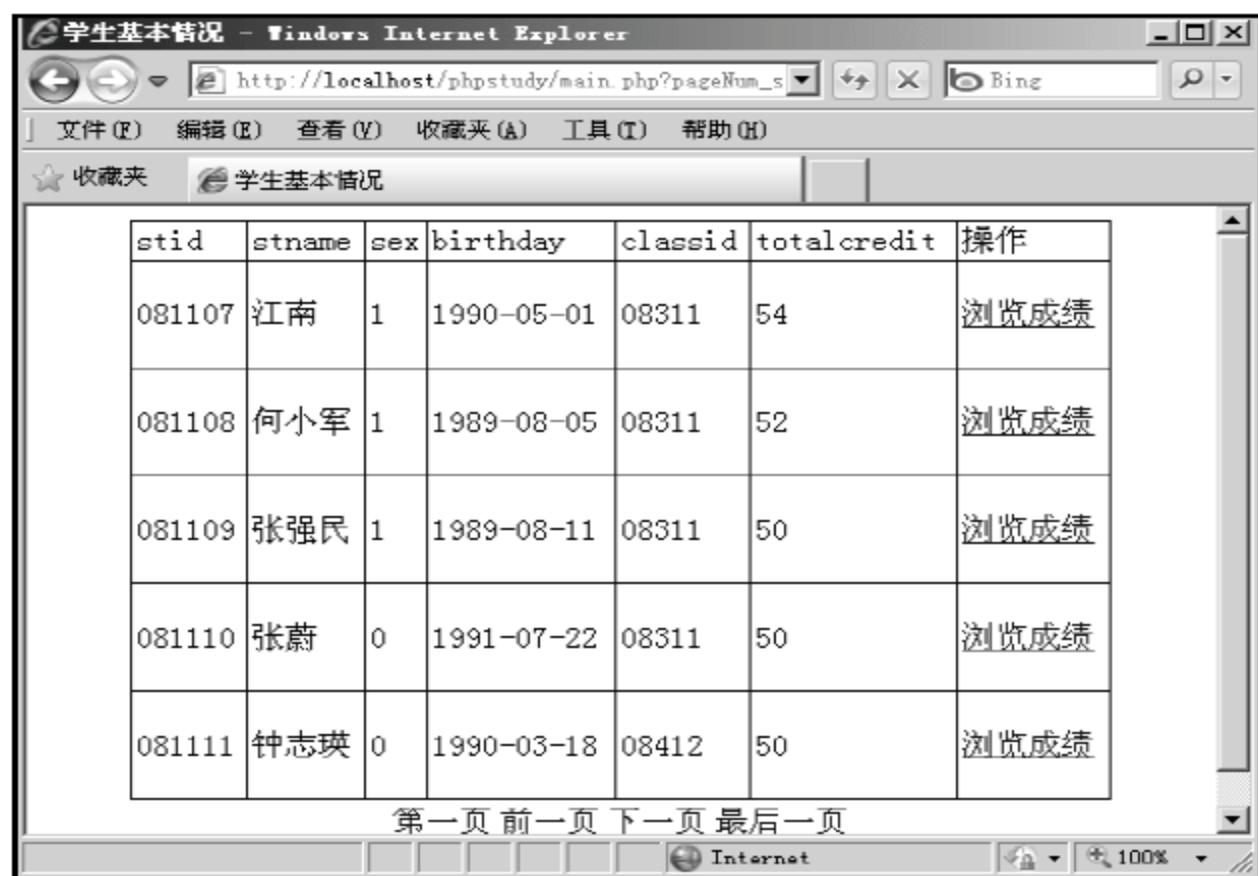 学生基本情况 - Windows Internet Explorer
http://localhost/phpstudy/main.php?pageNum_s Bing
文件(F) 编辑(E) 查看(V) 收藏夹(A) 工具(T) 帮助(H)
收藏夹 学生基本情况
stid stname sex birthday classid totalcredit 操作
081107 江南 1 1990-05-01 08311 54 浏览成绩
081108 何小军 1 1989-08-05 08311 52 浏览成绩
081109 张强民 1 1989-08-11 08311 50 浏览成绩
081110 张蔚 0 1991-07-22 08311 50 浏览成绩
081111 钟志瑛 0 1990-03-18 08412 50 浏览成绩
第一页 前一页 下一页 最后一页
Internet 100%